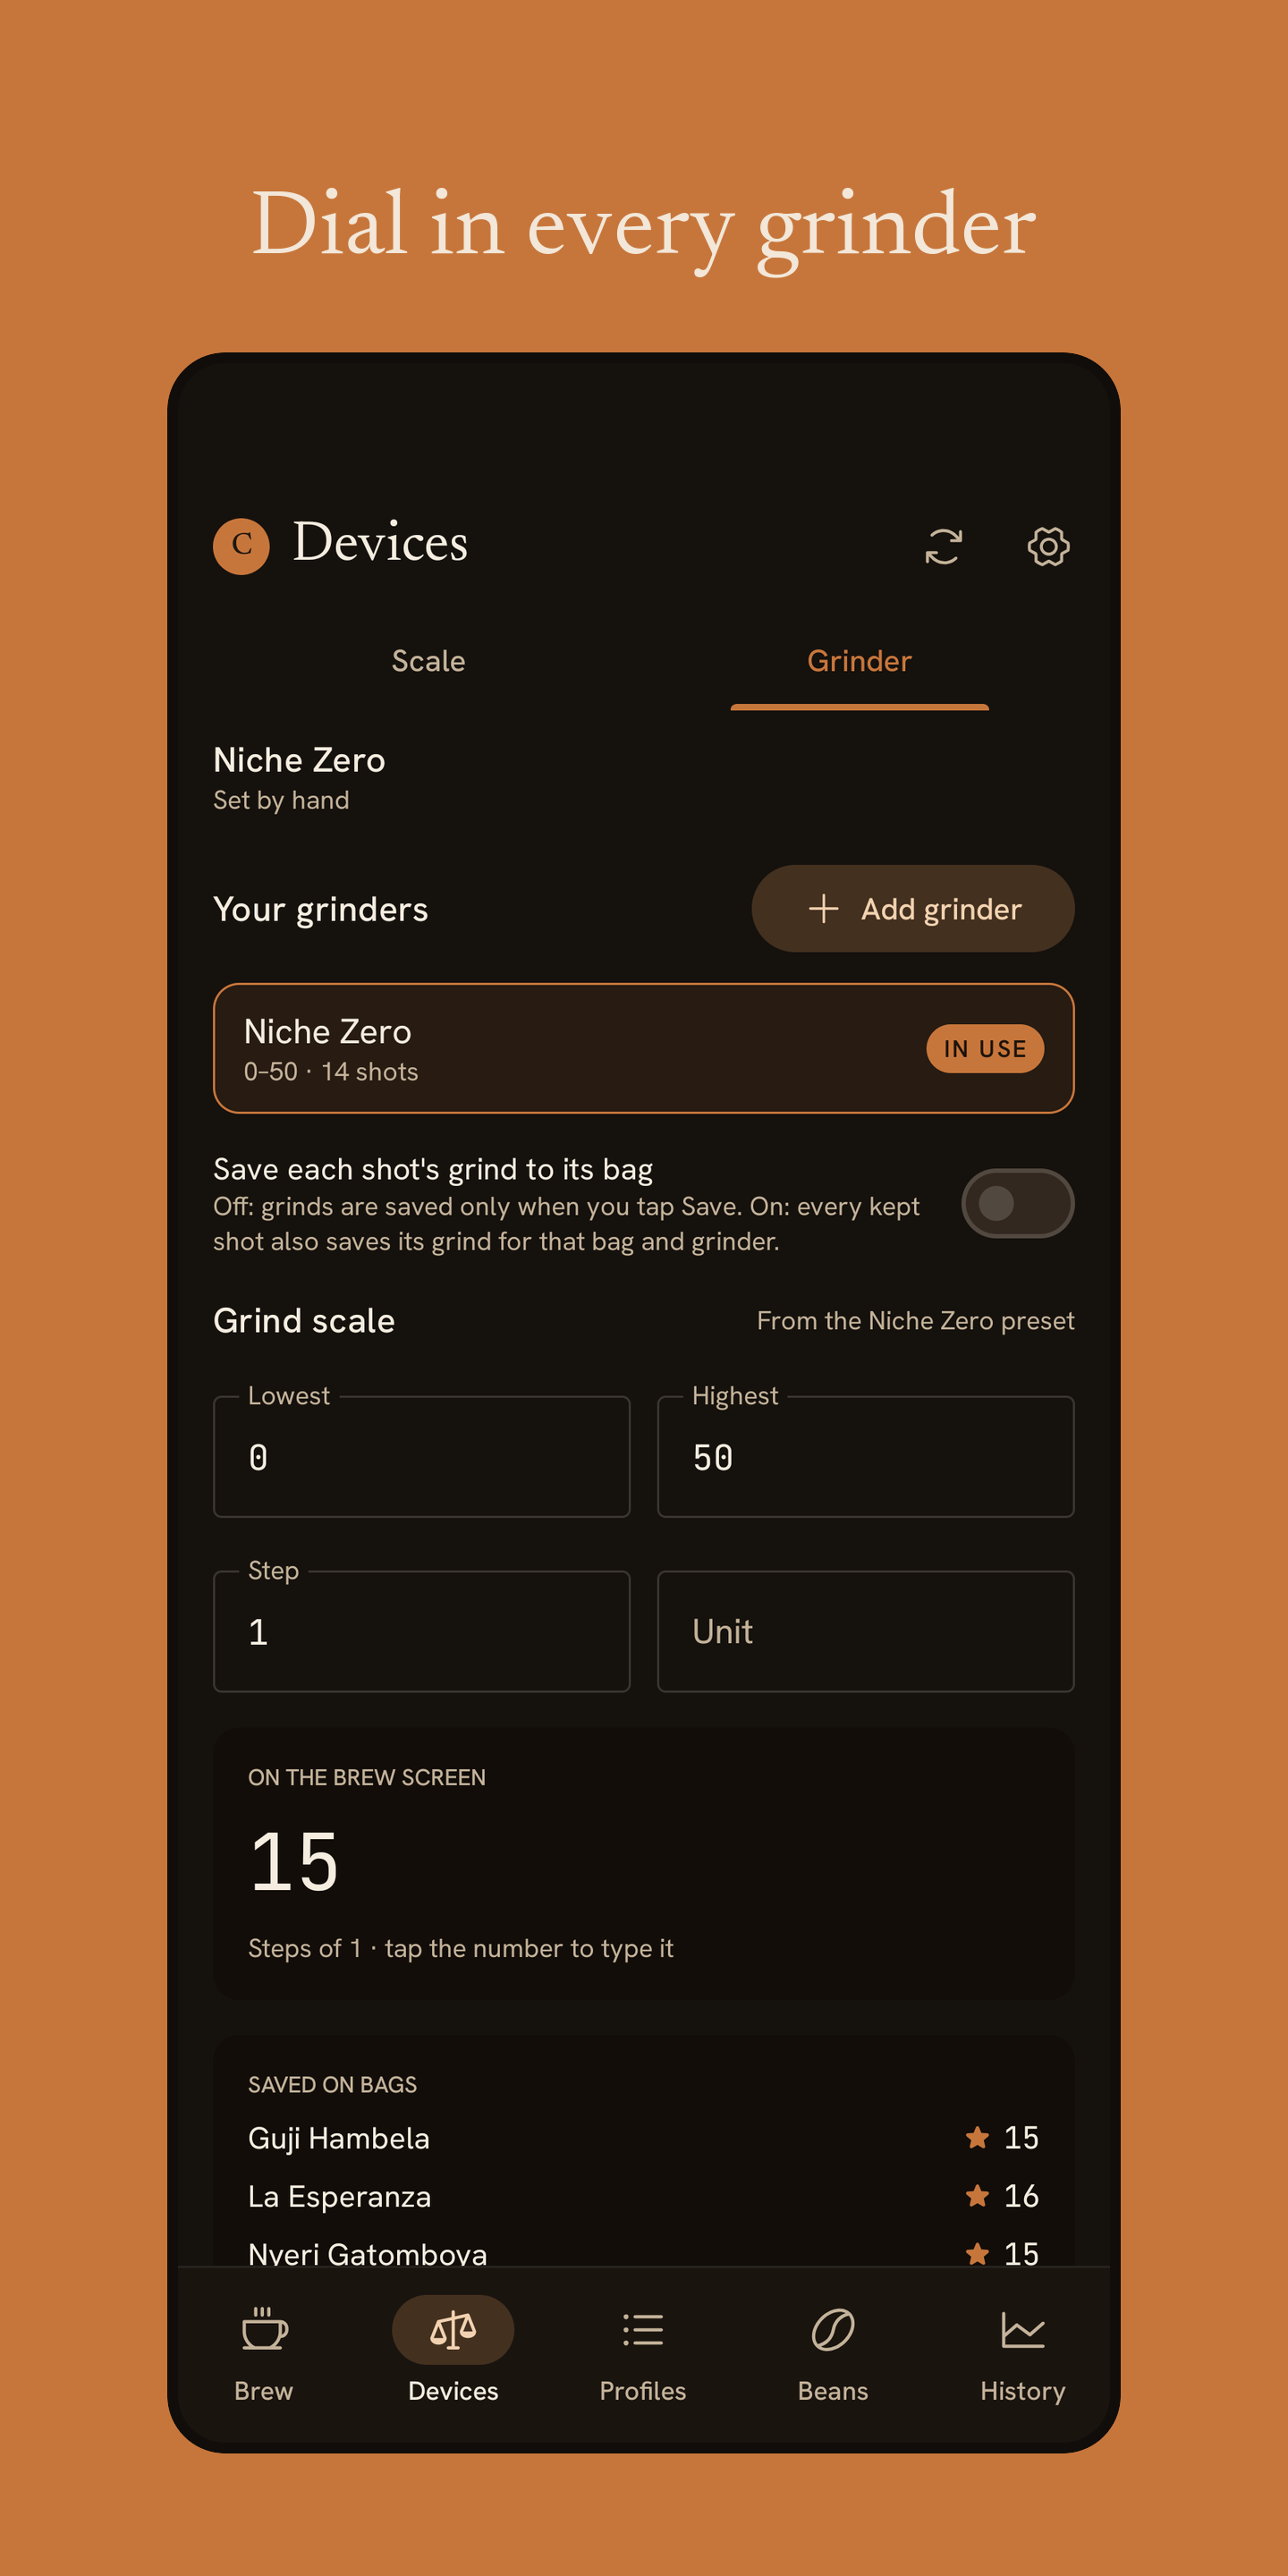 Dial in every grinder
C Devices
Scale Grinder
Niche Zero
Set by hand
Your grinders
Add grinder
Niche Zero
0–50 · 14 shots
IN USE
Save each shot's grind to its bag
Off: grinds are saved only when you tap Save. On: every kept
shot also saves its grind for that bag and grinder.
Grind scale
From the Niche Zero preset
Lowest
0
Highest
50
Step
1
Unit
ON THE BREW SCREEN
15
Steps of 1 · tap the number to type it
SAVED ON BAGS
Guji Hambela 15
La Esperanza 16
Nyeri Gatomboya 15
Brew Devices Profiles Beans History